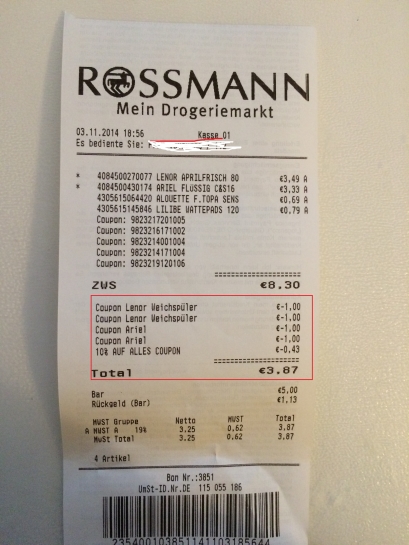 ROSSMANN
Mein Drogeriemarkt
03.11.2014 18:56 Kasse 01
Es bediente Sie:
* 4084500270077 LENOR APRILFRISCH 80 €3,49 A
* 4084500430174 ARIEL FLÜSSIG C&S16 €3,33 A
4305615064420 ALOUETTE F.TOPA SENS €0,69 A
4305615145846 LILIBE WATTEPADS 120 €0,79 A
Coupon: 9823217201005
Coupon: 9823216171002
Coupon: 9823214001004
Coupon: 9823214171004
Coupon: 9823219120106
ZWS €8,30
Coupon Lenor Weichspüler €-1,00
Coupon Lenor Weichspüler €-1,00
Coupon Ariel €-1,00
Coupon Ariel €-1,00
10% AUF ALLES COUPON €-0,43
Total €3,87
Bar €5,00
Rückgeld (Bar) €1,13
MWST Gruppe Netto MWST Total
A MWST A 19% 3.25 0.62 3.87
MwSt Total 3.25 0.62 3.87
4 Artikel
Bon Nr.:3851
UmSt-ID.Nr.DE 115 055 186
2354001038511411031856​44